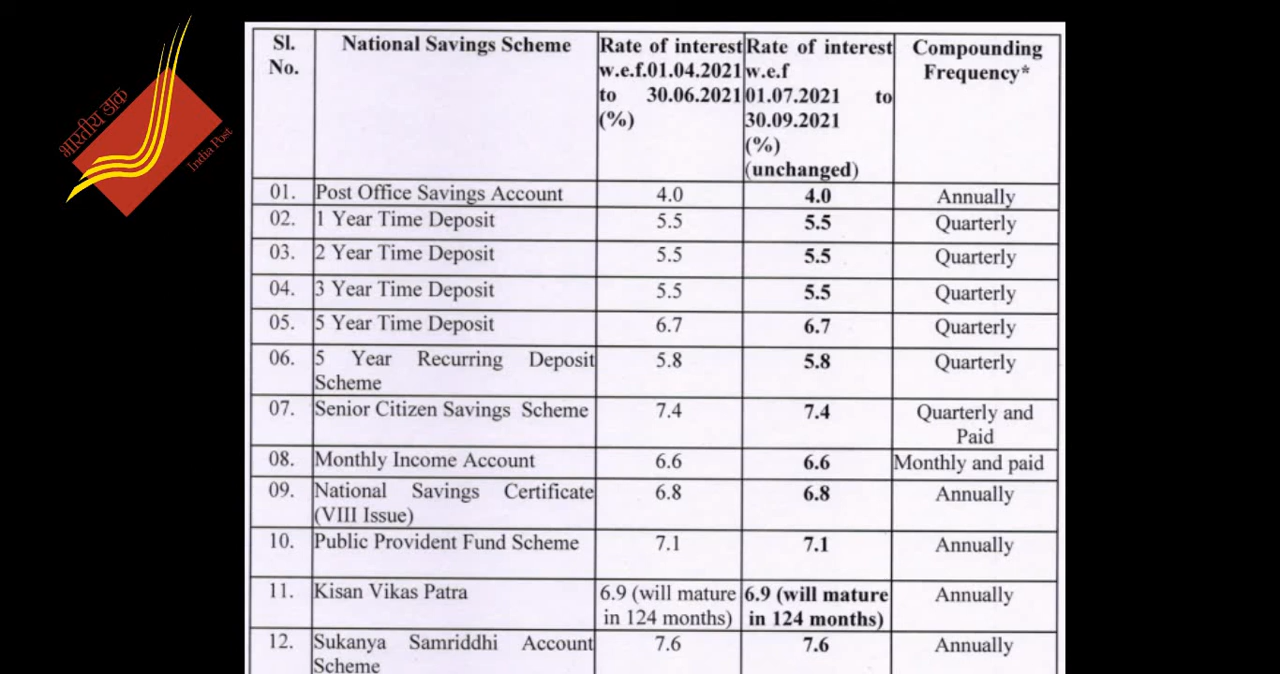 भारतीय डाक
India Post
Sl. No. National Savings Scheme Rate of interest w.e.f.01.04.2021 to 30.06.2021 (%) Rate of interest w.e.f 01.07.2021 to 30.09.2021 (%) (unchanged) Compounding Frequency*
01. Post Office Savings Account 4.0 4.0 Annually
02. 1 Year Time Deposit 5.5 5.5 Quarterly
03. 2 Year Time Deposit 5.5 5.5 Quarterly
04. 3 Year Time Deposit 5.5 5.5 Quarterly
05. 5 Year Time Deposit 6.7 6.7 Quarterly
06. 5 Year Recurring Deposit Scheme 5.8 5.8 Quarterly
07. Senior Citizen Savings Scheme 7.4 7.4 Quarterly and Paid
08. Monthly Income Account 6.6 6.6 Monthly and paid
09. National Savings Certificate (VIII Issue) 6.8 6.8 Annually
10. Public Provident Fund Scheme 7.1 7.1 Annually
11. Kisan Vikas Patra 6.9 (will mature in 124 months) 6.9 (will mature in 124 months) Annually
12. Sukanya Samriddhi Account Scheme 7.6 7.6 Annually